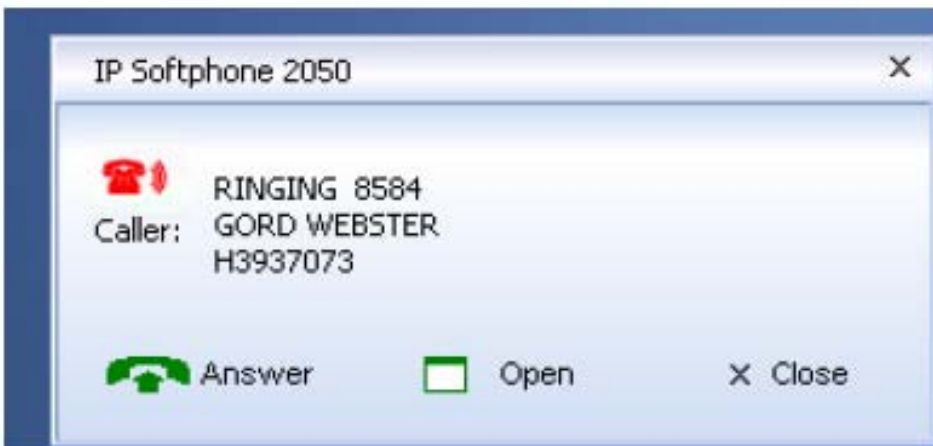 IP Softphone 2050
RINGING 8584
Caller: GORD WEBSTER
H3937073
Answer Open Close